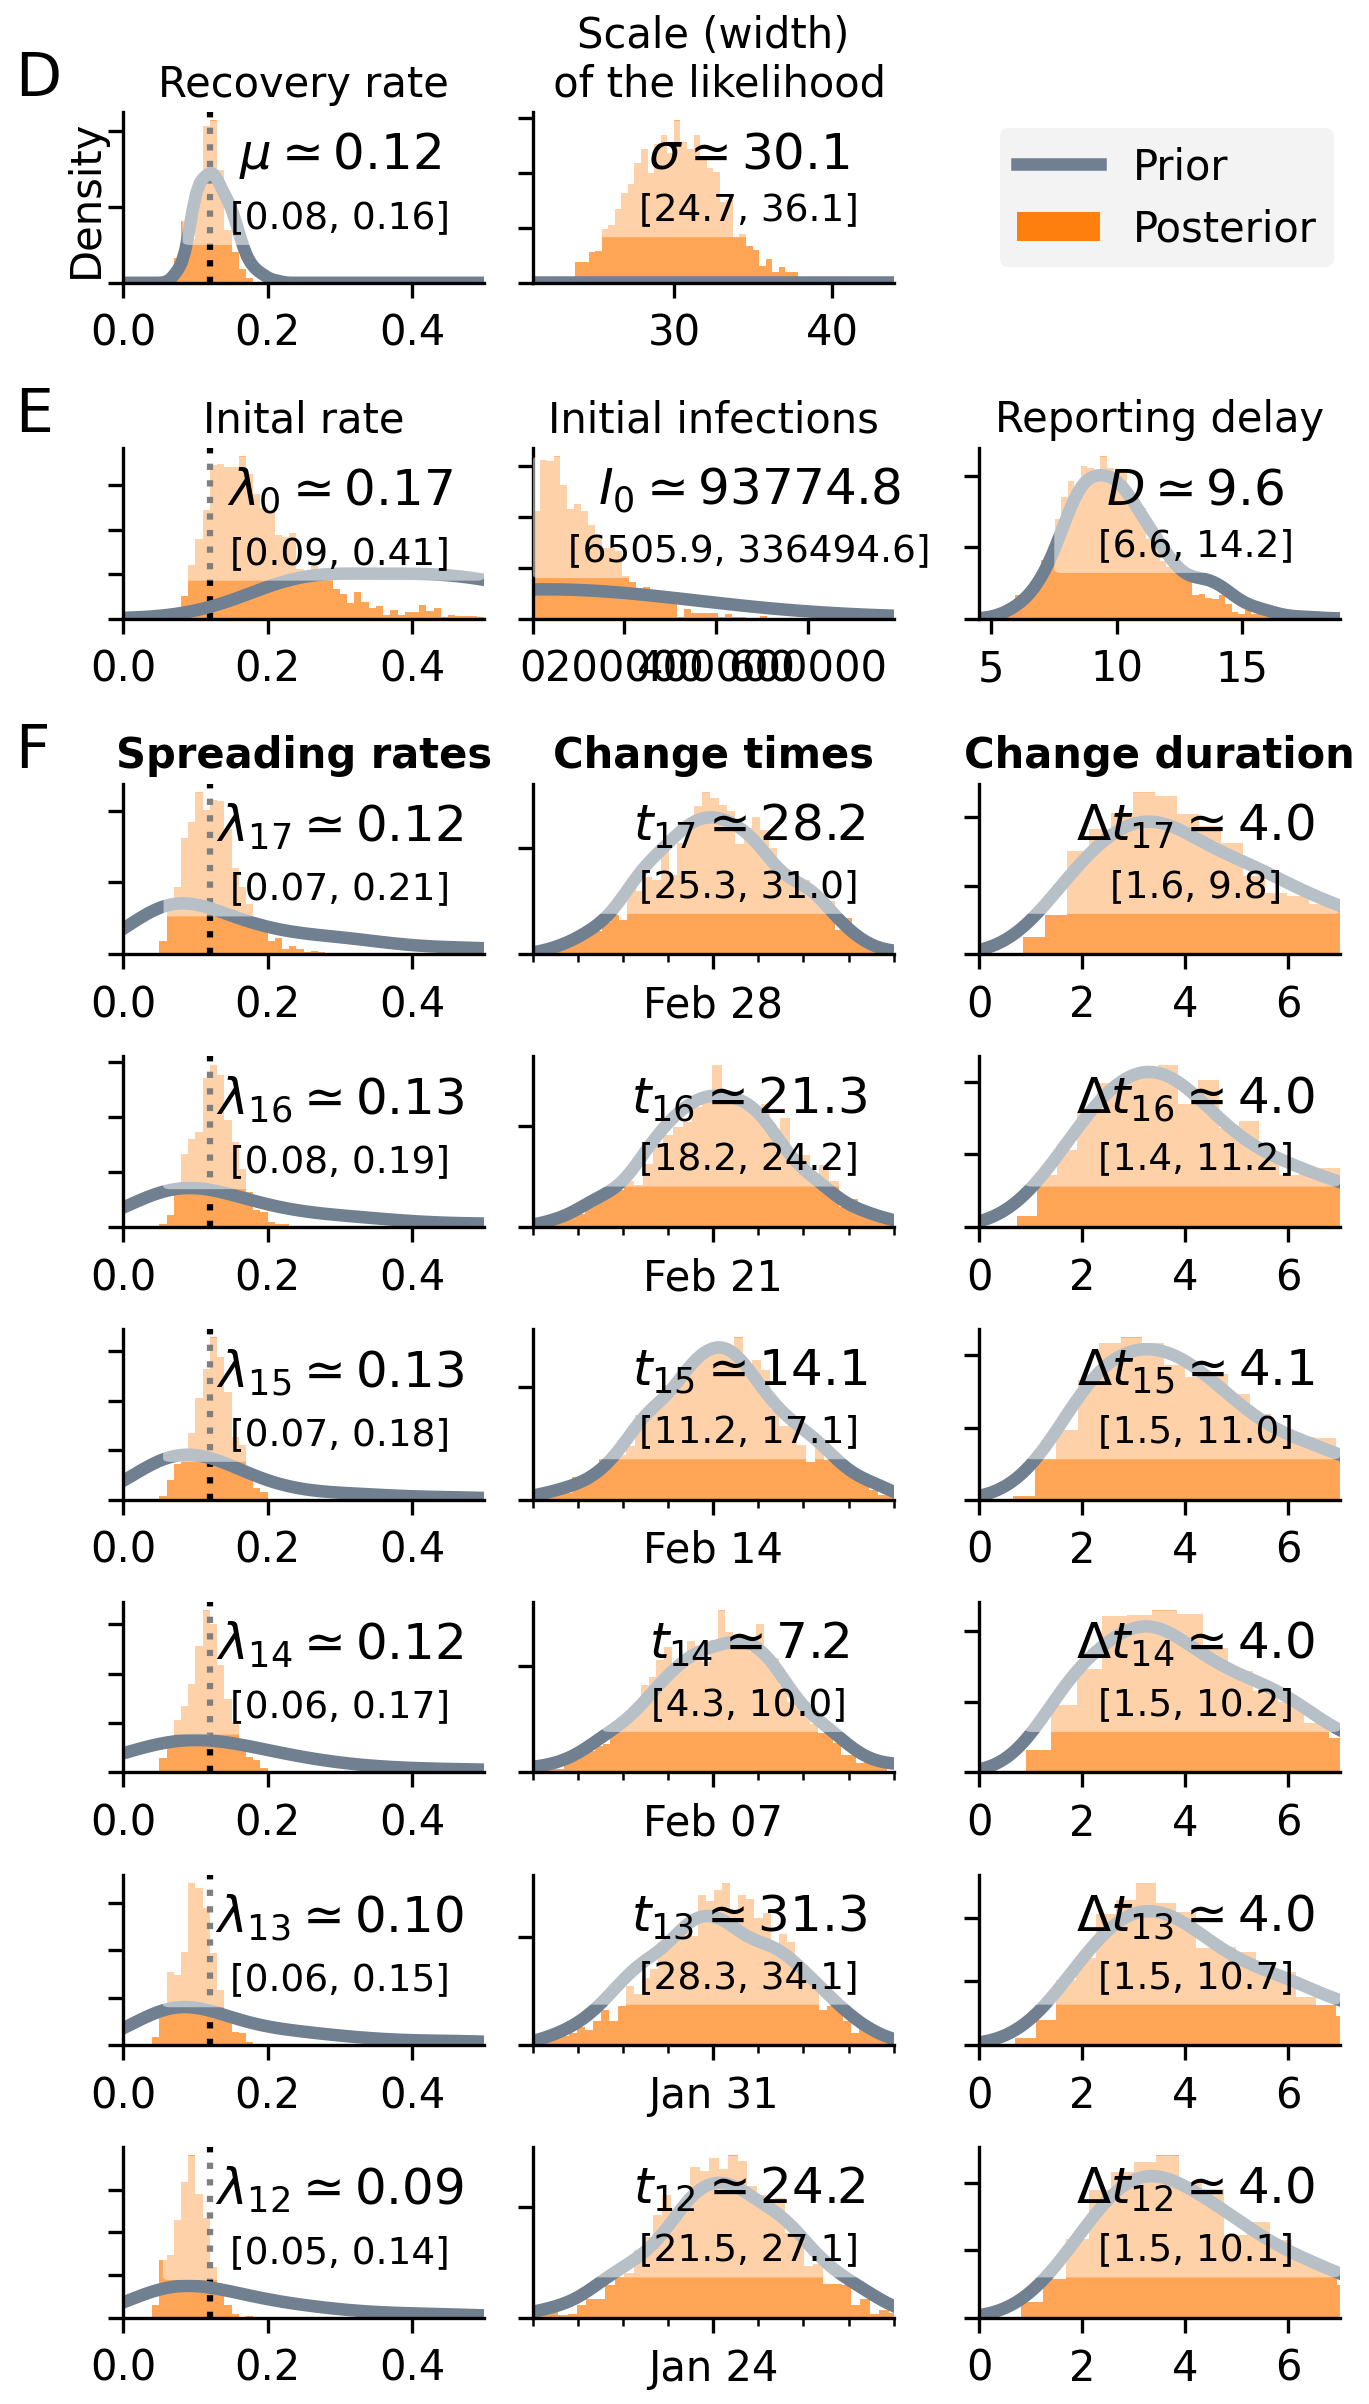 D
Recovery rate
Scale (width)
of the likelihood
Density
μ ≃ 0.12
[0.08, 0.16]
σ ≃ 30.1
[24.7, 36.1]
Prior
Posterior
0.0 0.2 0.4
30 40
E
Inital rate
Initial infections
Reporting delay
λ0 ≃ 0.17
[0.09, 0.41]
I0 ≃ 93774.8
[6505.9, 336494.6]
D ≃ 9.6
[6.6, 14.2]
0.0 0.2 0.4
0 200000 400000 600000
5 10 15
F
Spreading rates
Change times
Change duration
λ17 ≃ 0.12
[0.07, 0.21]
t17 ≃ 28.2
[25.3, 31.0]
Δt17 ≃ 4.0
[1.6, 9.8]
0.0 0.2 0.4
Feb 28
0 2 4 6
λ16 ≃ 0.13
[0.08, 0.19]
t16 ≃ 21.3
[18.2, 24.2]
Δt16 ≃ 4.0
[1.4, 11.2]
0.0 0.2 0.4
Feb 21
0 2 4 6
λ15 ≃ 0.13
[0.07, 0.18]
t15 ≃ 14.1
[11.2, 17.1]
Δt15 ≃ 4.1
[1.5, 11.0]
0.0 0.2 0.4
Feb 14
0 2 4 6
λ14 ≃ 0.12
[0.06, 0.17]
t14 ≃ 7.2
[4.3, 10.0]
Δt14 ≃ 4.0
[1.5, 10.2]
0.0 0.2 0.4
Feb 07
0 2 4 6
λ13 ≃ 0.10
[0.06, 0.15]
t13 ≃ 31.3
[28.3, 34.1]
Δt13 ≃ 4.0
[1.5, 10.7]
0.0 0.2 0.4
Jan 31
0 2 4 6
λ12 ≃ 0.09
[0.05, 0.14]
t12 ≃ 24.2
[21.5, 27.1]
Δt12 ≃ 4.0
[1.5, 10.1]
0.0 0.2 0.4
Jan 24
0 2 4 6